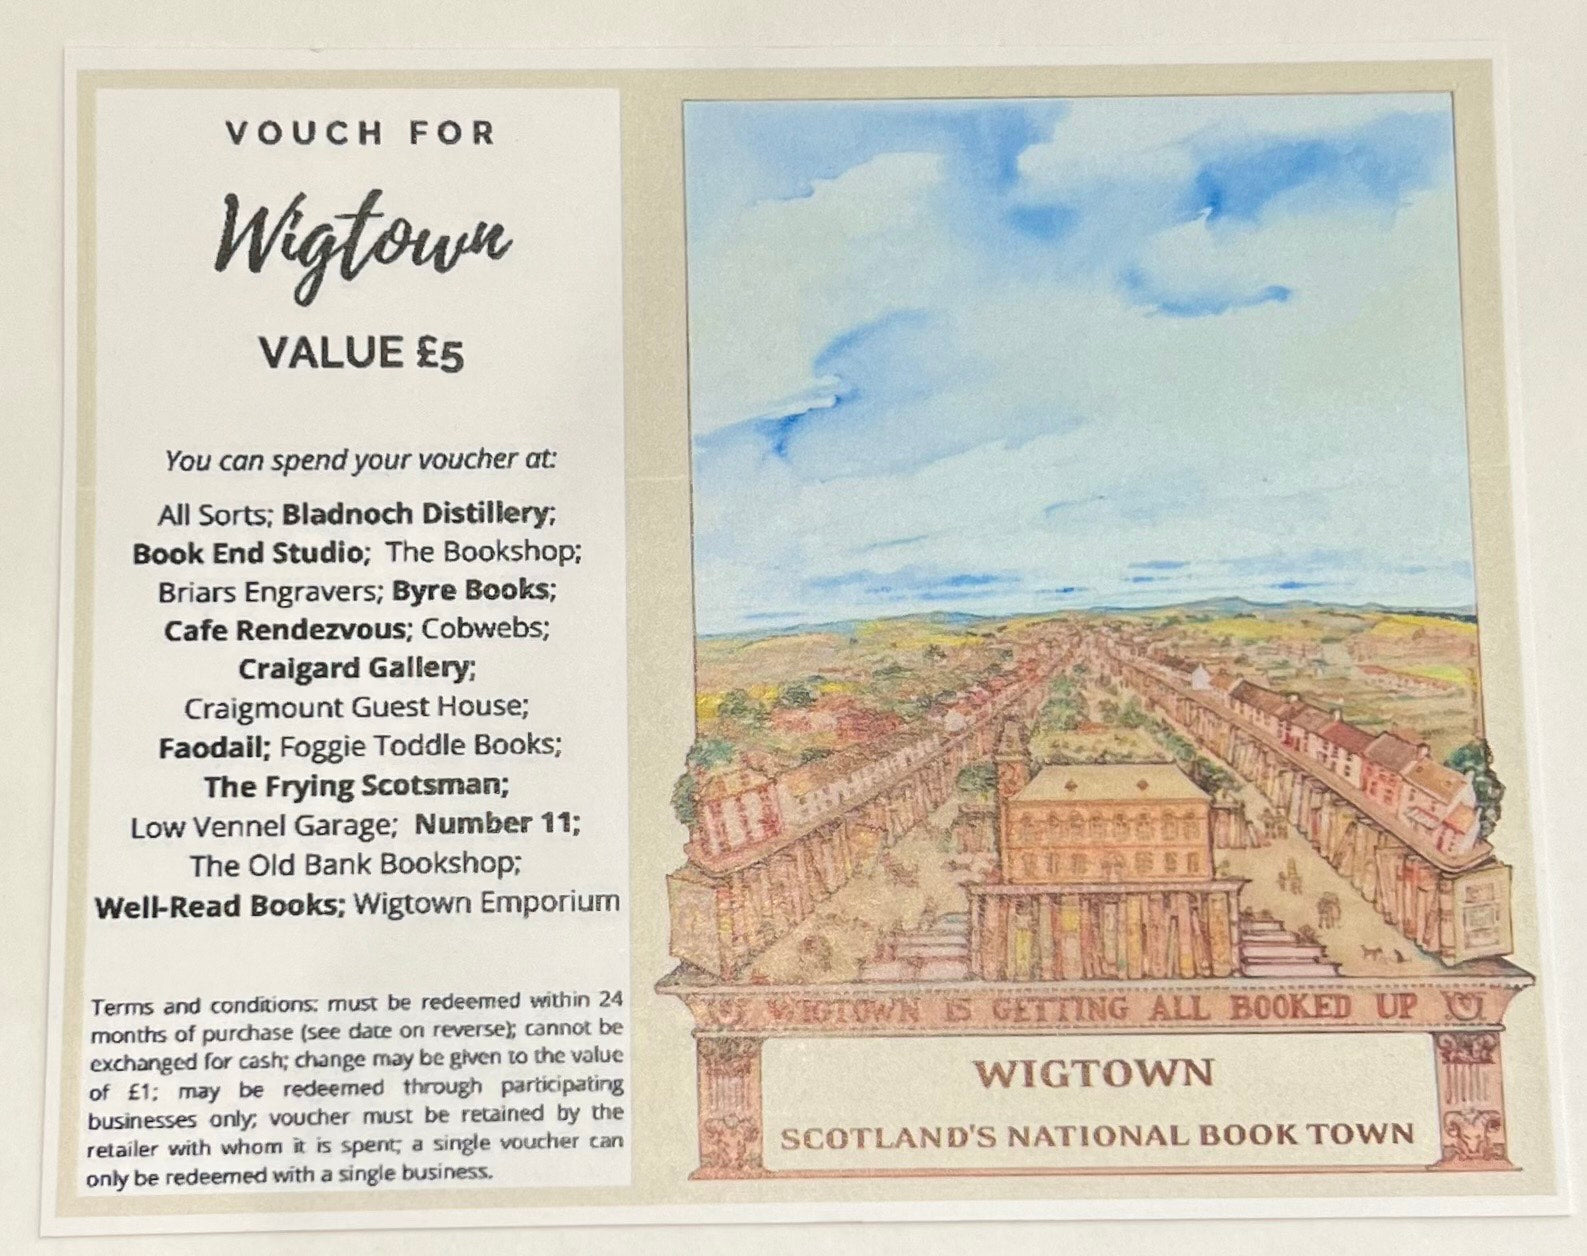 VOUCH FOR
Wigtown
VALUE £5
You can spend your voucher at:
All Sorts; Bladnoch Distillery;
Book End Studio; The Bookshop;
Briars Engravers; Byre Books;
Cafe Rendezvous; Cobwebs;
Craigard Gallery;
Craigmount Guest House;
Faodail; Foggie Toddle Books;
The Frying Scotsman;
Low Vennel Garage; Number 11;
The Old Bank Bookshop;
Well-Read Books; Wigtown Emporium
Terms and conditions: must be redeemed within 24
months of purchase (see date on reverse); cannot be
exchanged for cash; change may be given to the value
of £1; may be redeemed through participating
businesses only; voucher must be retained by the
retailer with whom it is spent; a single voucher can
only be redeemed with a single business.
WIGTOWN IS GETTING ALL BOOKED UP
WIGTOWN
SCOTLAND'S NATIONAL BOOK TOWN